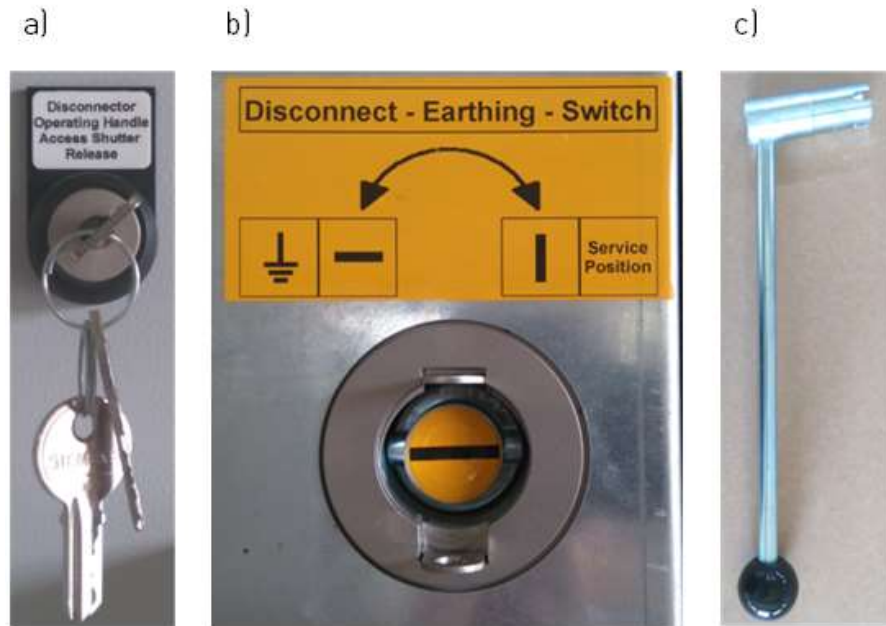 a)
b)
c)
Disconnector
Operating Handle
Access Shutter
Release
Disconnect - Earthing - Switch
Service
Position